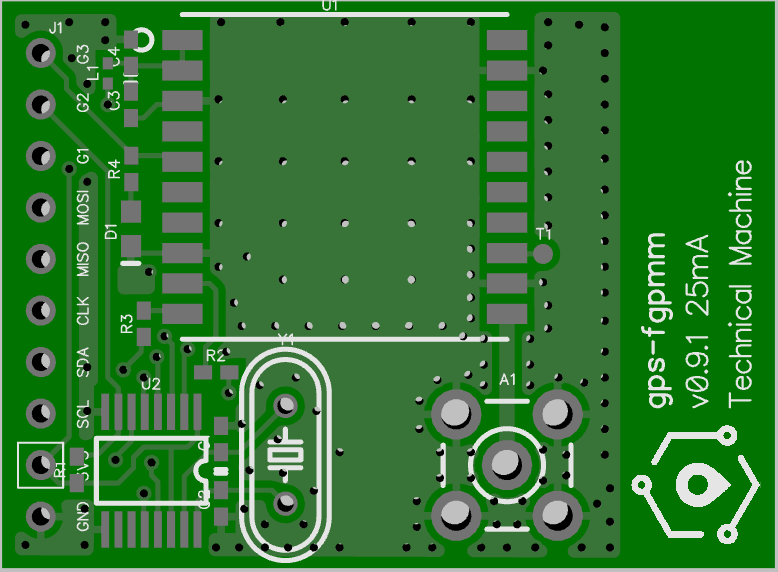 U1
J1
G3
C4
L1
G2
C3
G1
R4
MOSI
D1
T1
MISO
CLK
R3
SDA
R2
Y1
U2
A1
SCL
R1
3V3
C2
GND
gps-fgpmm
v0.9.1 25mA
Technical Machine